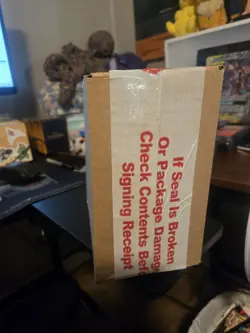 If Seal Is Broken
Or Package Damag
Check Contents Bef
Signing Receipt